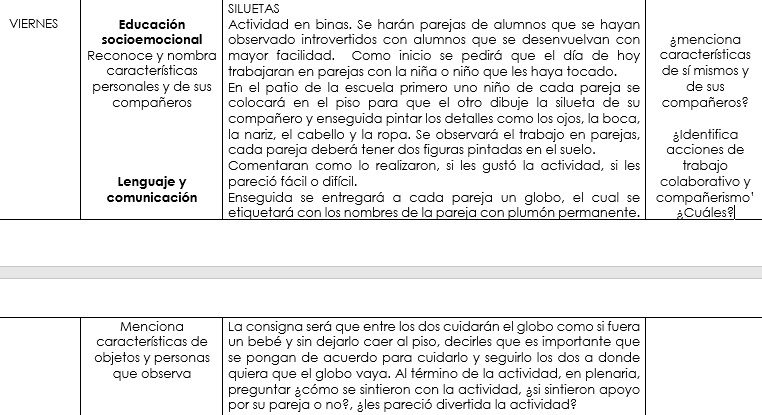 VIERNES
Educación
socioemocional
Reconoce y nombra
características
personales y de sus
compañeros
Lenguaje y
comunicación
SILUETAS
Actividad en binas. Se harán parejas de alumnos que se hayan
observado introvertidos con alumnos que se desenvuelvan con
mayor facilidad. Como inicio se pedirá que el día de hoy
trabajaran en parejas con la niña o niño que les haya tocado.
En el patio de la escuela primero uno niño de cada pareja se
colocará en el piso para que el otro dibuje la silueta de su
compañero y enseguida pintar los detalles como los ojos, la boca,
la nariz, el cabello y la ropa. Se observará el trabajo en parejas,
cada pareja deberá tener dos figuras pintadas en el suelo.
Comentaran como lo realizaron, si les gustó la actividad, si les
pareció fácil o difícil.
Enseguida se entregará a cada pareja un globo, el cual se
etiquetará con los nombres de la pareja con plumón permanente.
¿menciona
características
de sí mismos y
de sus
compañeros?
¿Identifica
acciones de
trabajo
colaborativo y
compañerismo'
¿Cuáles?
Menciona
características de
objetos y personas
que observa
La consigna será que entre los dos cuidarán el globo como si fuera
un bebé y sin dejarlo caer al piso, decirles que es importante que
se pongan de acuerdo para cuidarlo y seguirlo los dos a donde
quiera que el globo vaya. Al término de la actividad, en plenaria,
preguntar ¿cómo se sintieron con la actividad, ¿si sintieron apoyo
por su pareja o no?, ¿les pareció divertida la actividad?